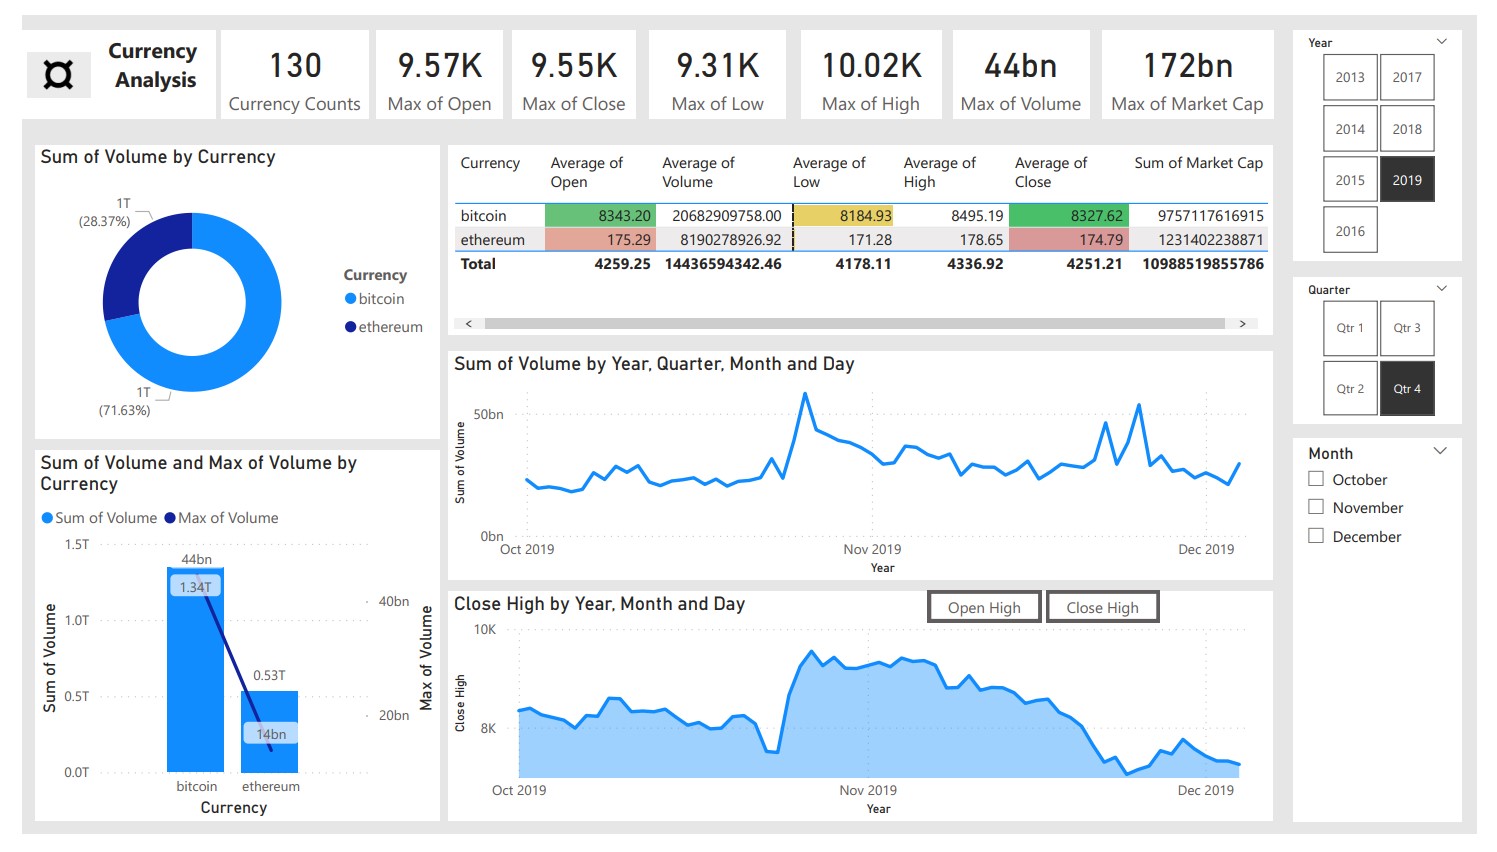 Currency
Analysis
130
Currency Counts
9.57K
Max of Open
9.55K
Max of Close
9.31K
Max of Low
10.02K
Max of High
44bn
Max of Volume
172bn
Max of Market Cap
Year
2013 2017
2014 2018
2015 2019
2016
Quarter
Qtr 1 Qtr 3
Qtr 2 Qtr 4
Month
October
November
December
Sum of Volume by Currency
1T
(28.37%)
1T
(71.63%)
Currency
bitcoin
ethereum
Currency Average of Open Average of Volume Average of Low Average of High Average of Close Sum of Market Cap
bitcoin 8343.20 20682909758.00 8184.93 8495.19 8327.62 9757117616915
ethereum 175.29 8190278926.92 171.28 178.65 174.79 1231402238871
Total 4259.25 14436594342.46 4178.11 4336.92 4251.21 10988519855786
Sum of Volume by Year, Quarter, Month and Day
50bn
0bn
Sum of Volume
Oct 2019 Nov 2019 Dec 2019
Year
Sum of Volume and Max of Volume by
Currency
Sum of Volume Max of Volume
1.5T
1.0T
0.5T
0.0T
Sum of Volume
44bn
1.34T
0.53T
14bn
40bn
20bn
Max of Volume
bitcoin ethereum
Currency
Close High by Year, Month and Day
Open High Close High
10K
8K
Close High
Oct 2019 Nov 2019 Dec 2019
Year